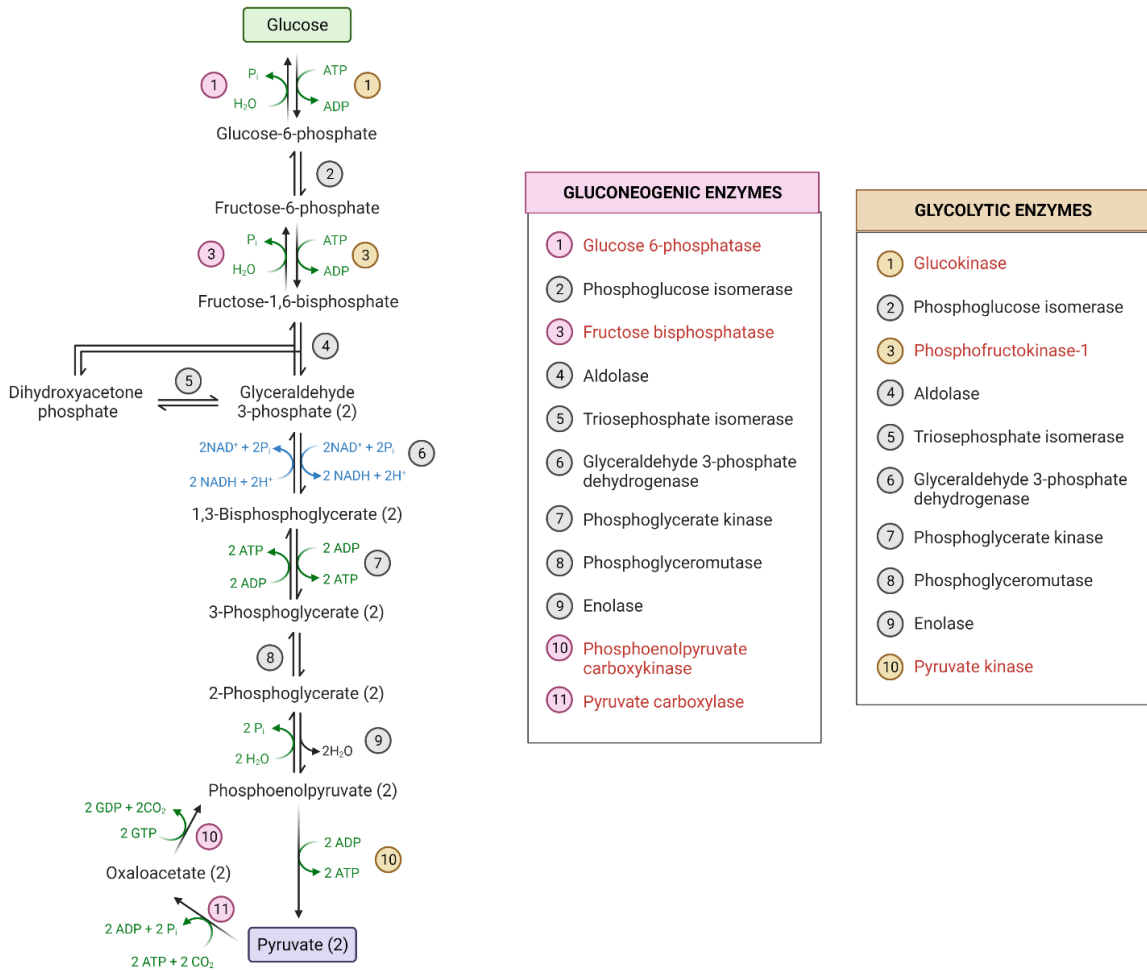 Glucose
Pᵢ
H₂O
1
ATP
ADP
1
Glucose-6-phosphate
2
Fructose-6-phosphate
3
Pᵢ
H₂O
ATP
ADP
3
Fructose-1,6-bisphosphate
4
Dihydroxyacetone
phosphate
5
Glyceraldehyde
3-phosphate (2)
2NAD⁺ + 2Pᵢ
2 NADH + 2H⁺
2NAD⁺ + 2Pᵢ
2 NADH + 2H⁺
6
1,3-Bisphosphoglycerate (2)
2 ATP
2 ADP
2 ADP
2 ATP
7
3-Phosphoglycerate (2)
8
2-Phosphoglycerate (2)
2 Pᵢ
2 H₂O
2H₂O
9
Phosphoenolpyruvate (2)
2 GDP + 2CO₂
2 GTP
10
2 ADP
2 ATP
10
Oxaloacetate (2)
11
2 ADP + 2 Pᵢ
2 ATP + 2 CO₂
Pyruvate (2)
GLUCONEOGENIC ENZYMES
1 Glucose 6-phosphatase
2 Phosphoglucose isomerase
3 Fructose bisphosphatase
4 Aldolase
5 Triosephosphate isomerase
6 Glyceraldehyde 3-phosphate
dehydrogenase
7 Phosphoglycerate kinase
8 Phosphoglyceromutase
9 Enolase
10 Phosphoenolpyruvate
carboxykinase
11 Pyruvate carboxylase
GLYCOLYTIC ENZYMES
1 Glucokinase
2 Phosphoglucose isomerase
3 Phosphofructokinase-1
4 Aldolase
5 Triosephosphate isomerase
6 Glyceraldehyde 3-phosphate
dehydrogenase
7 Phosphoglycerate kinase
8 Phosphoglyceromutase
9 Enolase
10 Pyruvate kinase